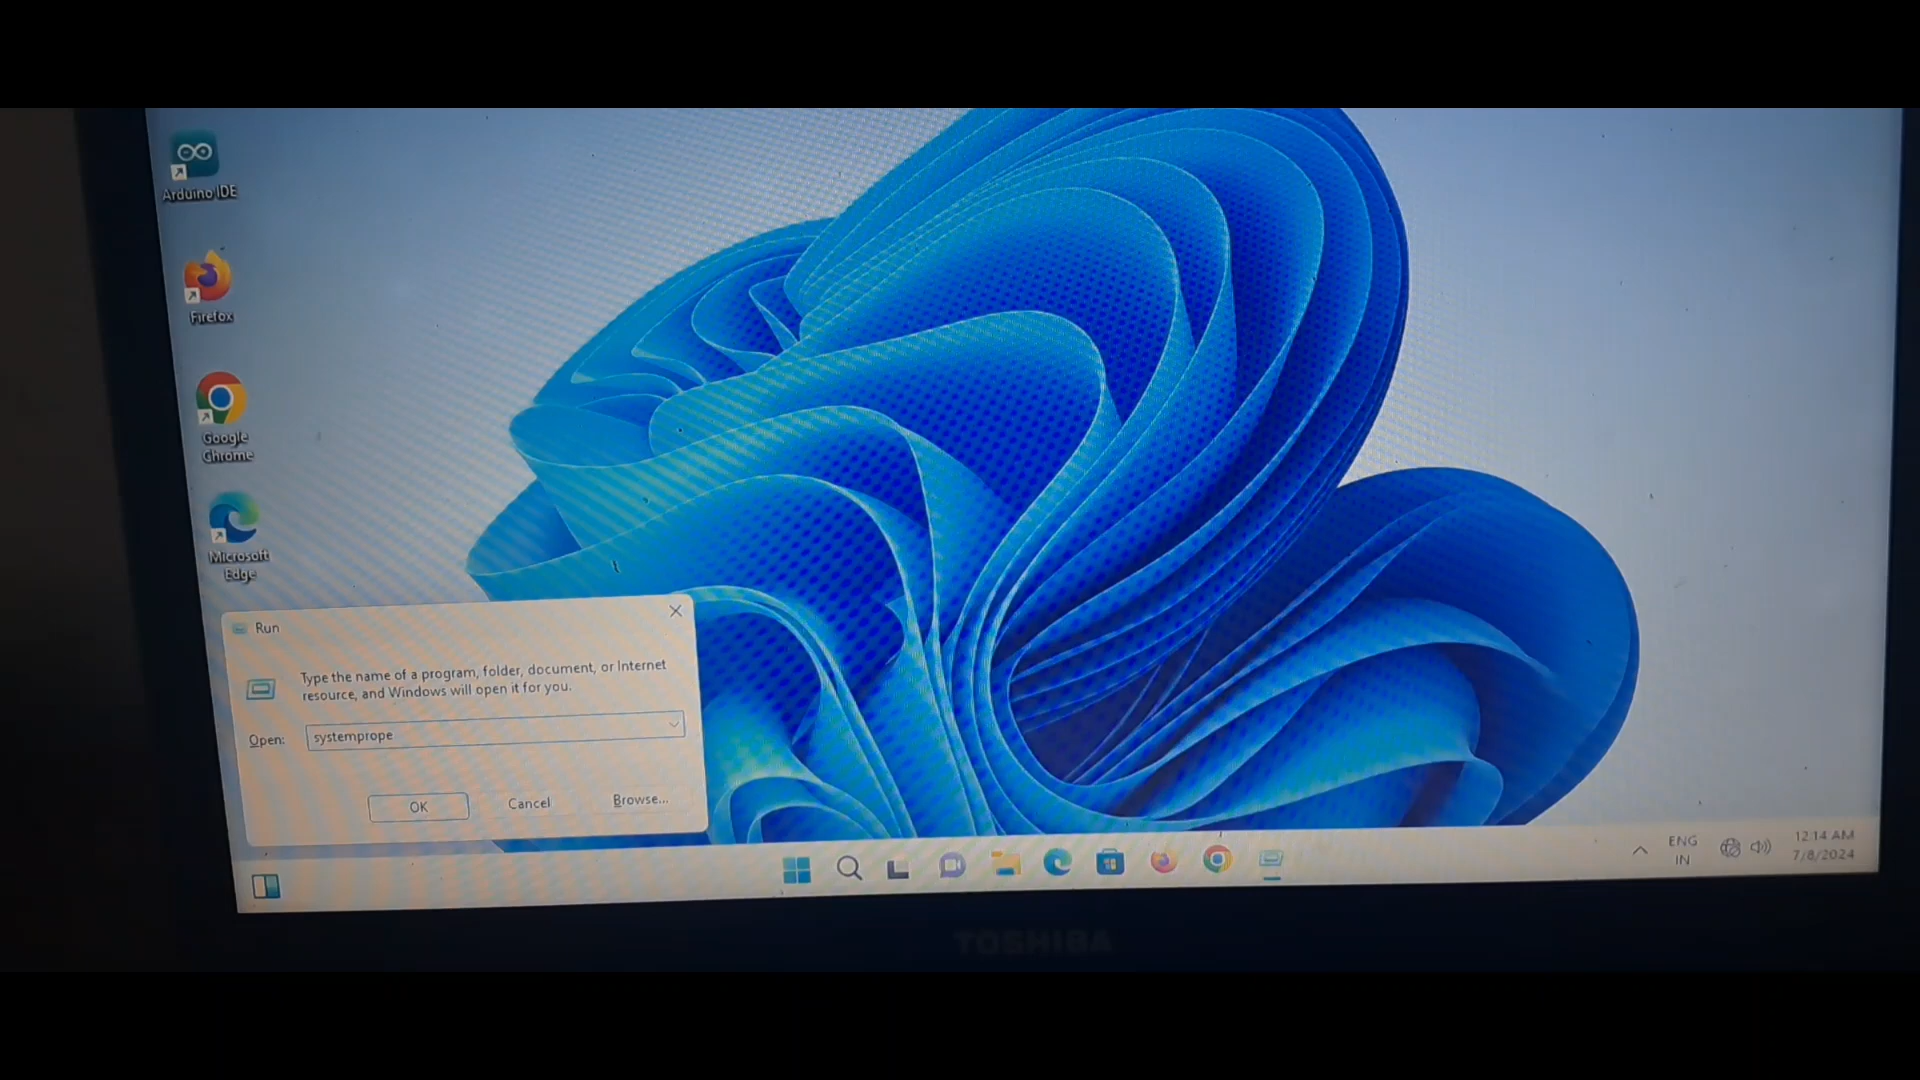 Arduino IDE
Firefox
Google
Chrome
Microsoft
Edge
Run
Type the name of a program, folder, document, or Internet
resource, and Windows will open it for you.
Open:
systemprope
OK
Cancel
Browse...
ENG
IN
12:14 AM
7/8/2024
TOSHIBA